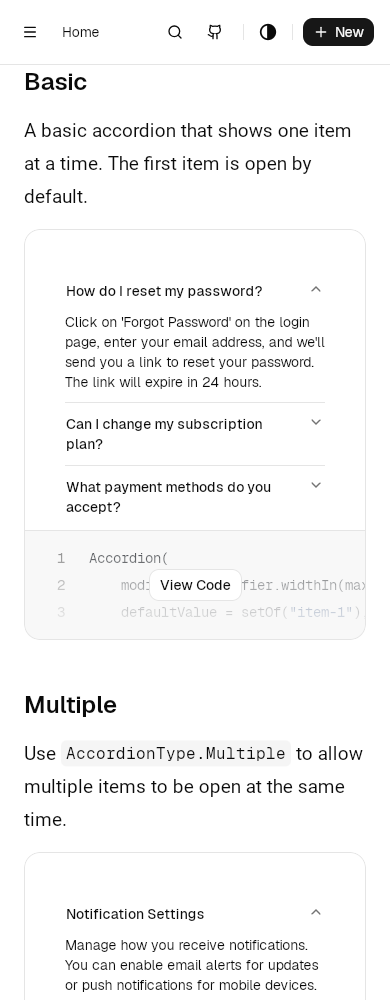 Home
New
Basic
A basic accordion that shows one item
at a time. The first item is open by
default.
How do I reset my password?
Click on 'Forgot Password' on the login
page, enter your email address, and we'll
send you a link to reset your password.
The link will expire in 24 hours.
Can I change my subscription
plan?
What payment methods do you
accept?
1 Accordion(
2 modi fier.widthIn(max
View Code
3 defaultValue = setOf("item-1")
Multiple
Use AccordionType.Multiple to allow
multiple items to be open at the same
time.
Notification Settings
Manage how you receive notifications.
You can enable email alerts for updates
or push notifications for mobile devices.